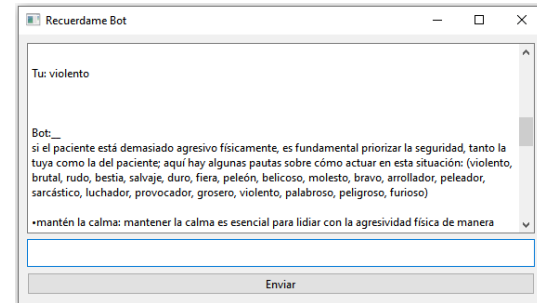 Recuerdame Bot
Tu: violento
Bot:__
si el paciente está demasiado agresivo físicamente, es fundamental priorizar la seguridad, tanto la
tuya como la del paciente; aquí hay algunas pautas sobre cómo actuar en esta situación: (violento,
brutal, rudo, bestia, salvaje, duro, fiera, peleón, belicoso, molesto, bravo, arrollador, peleador,
sarcástico, luchador, provocador, grosero, violento, palabroso, peligroso, furioso)
•mantén la calma: mantener la calma es esencial para lidiar con la agresividad física de manera
Enviar